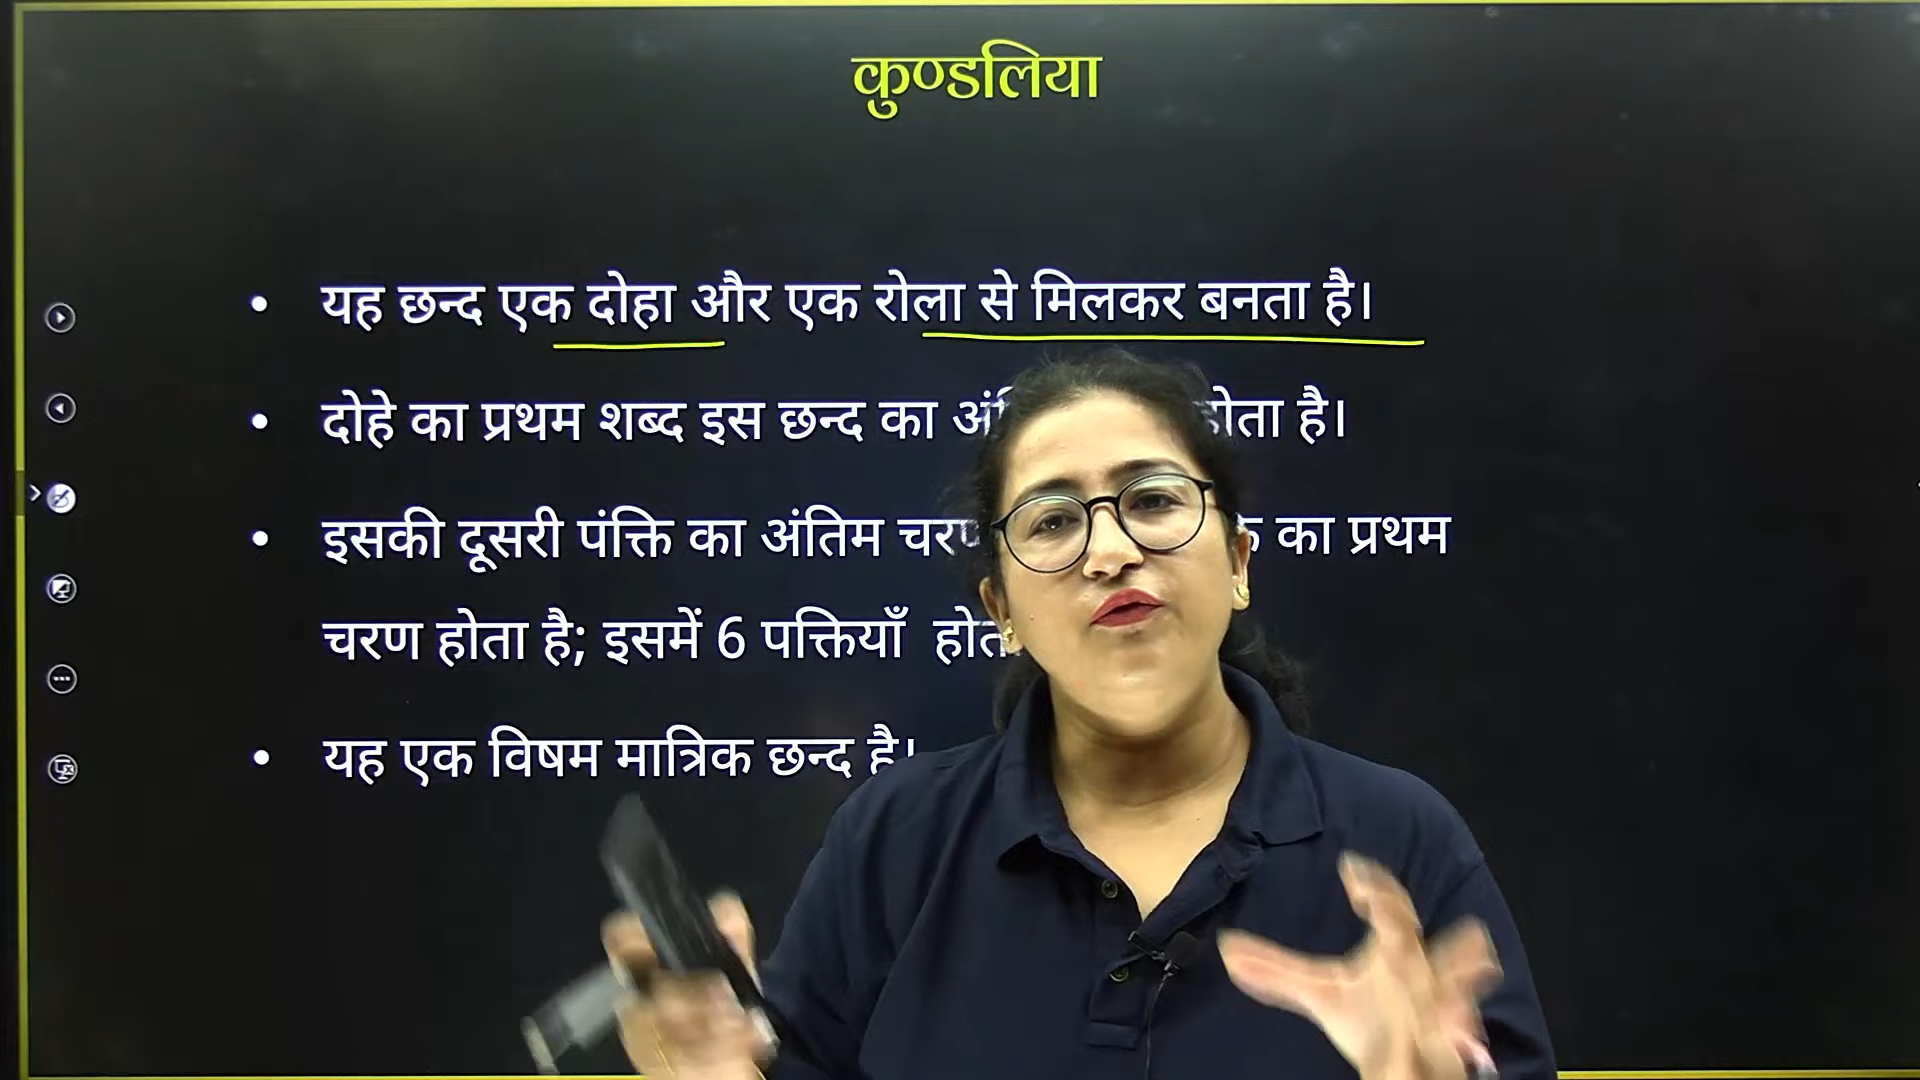 कुण्डलिया
• यह छन्द एक दोहा और एक रोला से मिलकर बनता है।
• दोहे का प्रथम शब्द इस छन्द का होता है।
• इसकी दूसरी पंक्ति का अंतिम का प्रथम
चरण होता है; इसमें 6 पक्तियाँ
• यह एक विषम मात्रिक छन्द है।